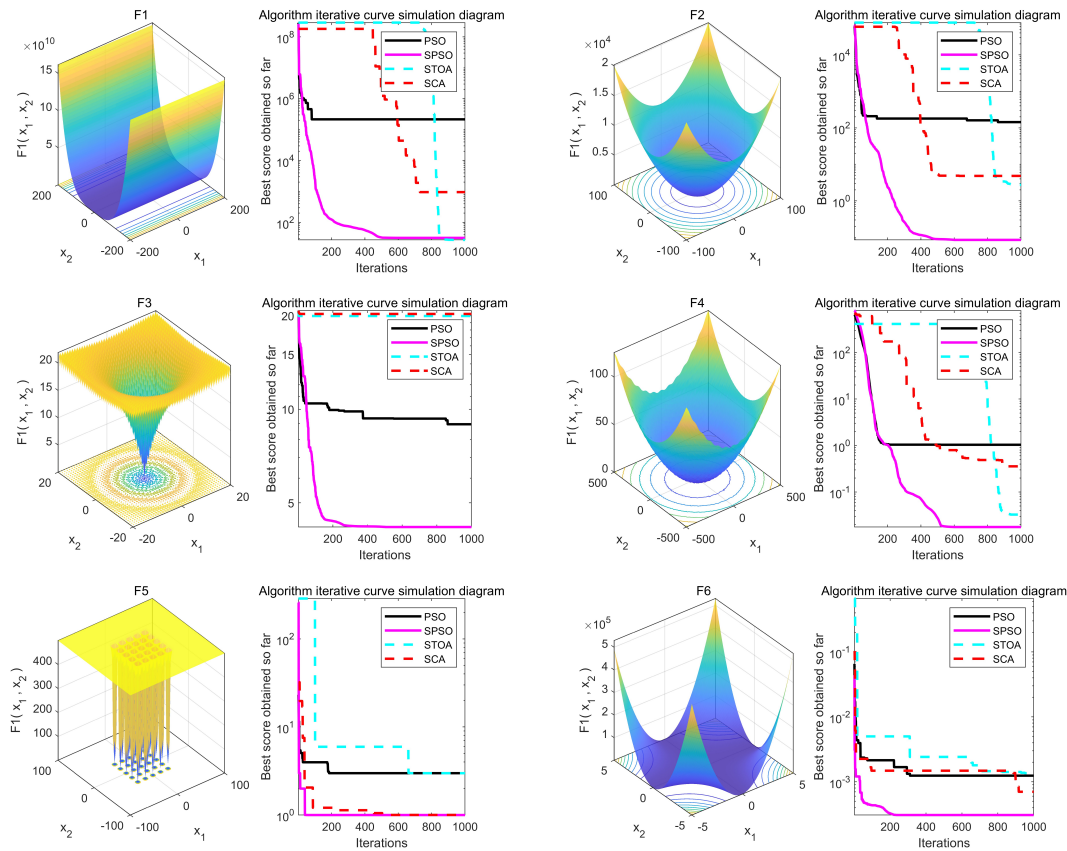 F1
×10^10
15
10
5
F1( x1 , x2 )
200
0
-200
x2
-200
0
200
x1
Algorithm iterative curve simulation diagram
PSO
SPSO
STOA
SCA
10^8
10^6
10^4
10^2
Best score obtained so far
200 400 600 800 1000
Iterations
F2
×10^4
2
1.5
1
0.5
0
F1( x1 , x2 )
100
0
-100
x2
-100
0
100
x1
Algorithm iterative curve simulation diagram
PSO
SPSO
STOA
SCA
10^4
10^2
10^0
Best score obtained so far
200 400 600 800 1000
Iterations
F3
20
15
10
5
F1( x1 , x2 )
20
0
-20
x2
-20
0
20
x1
Algorithm iterative curve simulation diagram
PSO
SPSO
STOA
SCA
20
15
10
5
Best score obtained so far
200 400 600 800 1000
Iterations
F4
100
50
0
F1( x1 , x2 )
500
0
-500
x2
-500
0
500
x1
Algorithm iterative curve simulation diagram
PSO
SPSO
STOA
SCA
10^2
10^1
10^0
10^-1
Best score obtained so far
200 400 600 800 1000
Iterations
F5
400
300
200
100
F1( x1 , x2 )
100
0
-100
x2
-100
0
100
x1
Algorithm iterative curve simulation diagram
PSO
SPSO
STOA
SCA
10^2
10^1
10^0
Best score obtained so far
200 400 600 800 1000
Iterations
F6
×10^5
5
4
3
2
1
F1( x1 , x2 )
5
0
-5
x2
-5
0
5
x1
Algorithm iterative curve simulation diagram
PSO
SPSO
STOA
SCA
10^-1
10^-2
10^-3
Best score obtained so far
200 400 600 800 1000
Iterations